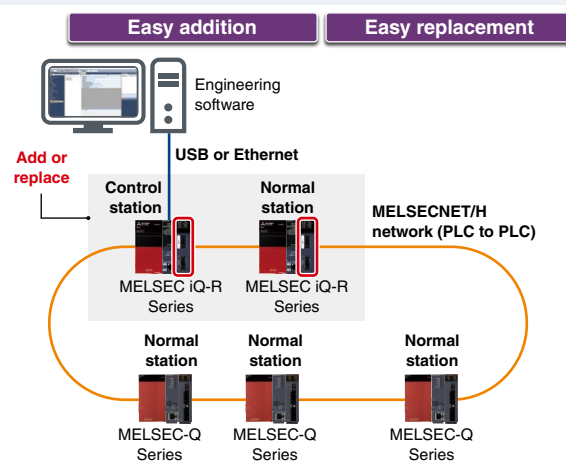 Easy addition
Easy replacement
Engineering
software
USB or Ethernet
Add or
replace
Control
station
Normal
station
MELSECNET/H
network (PLC to PLC)
MELSEC iQ-R
Series
MELSEC iQ-R
Series
Normal
station
Normal
station
Normal
station
MELSEC-Q
Series
MELSEC-Q
Series
MELSEC-Q
Series